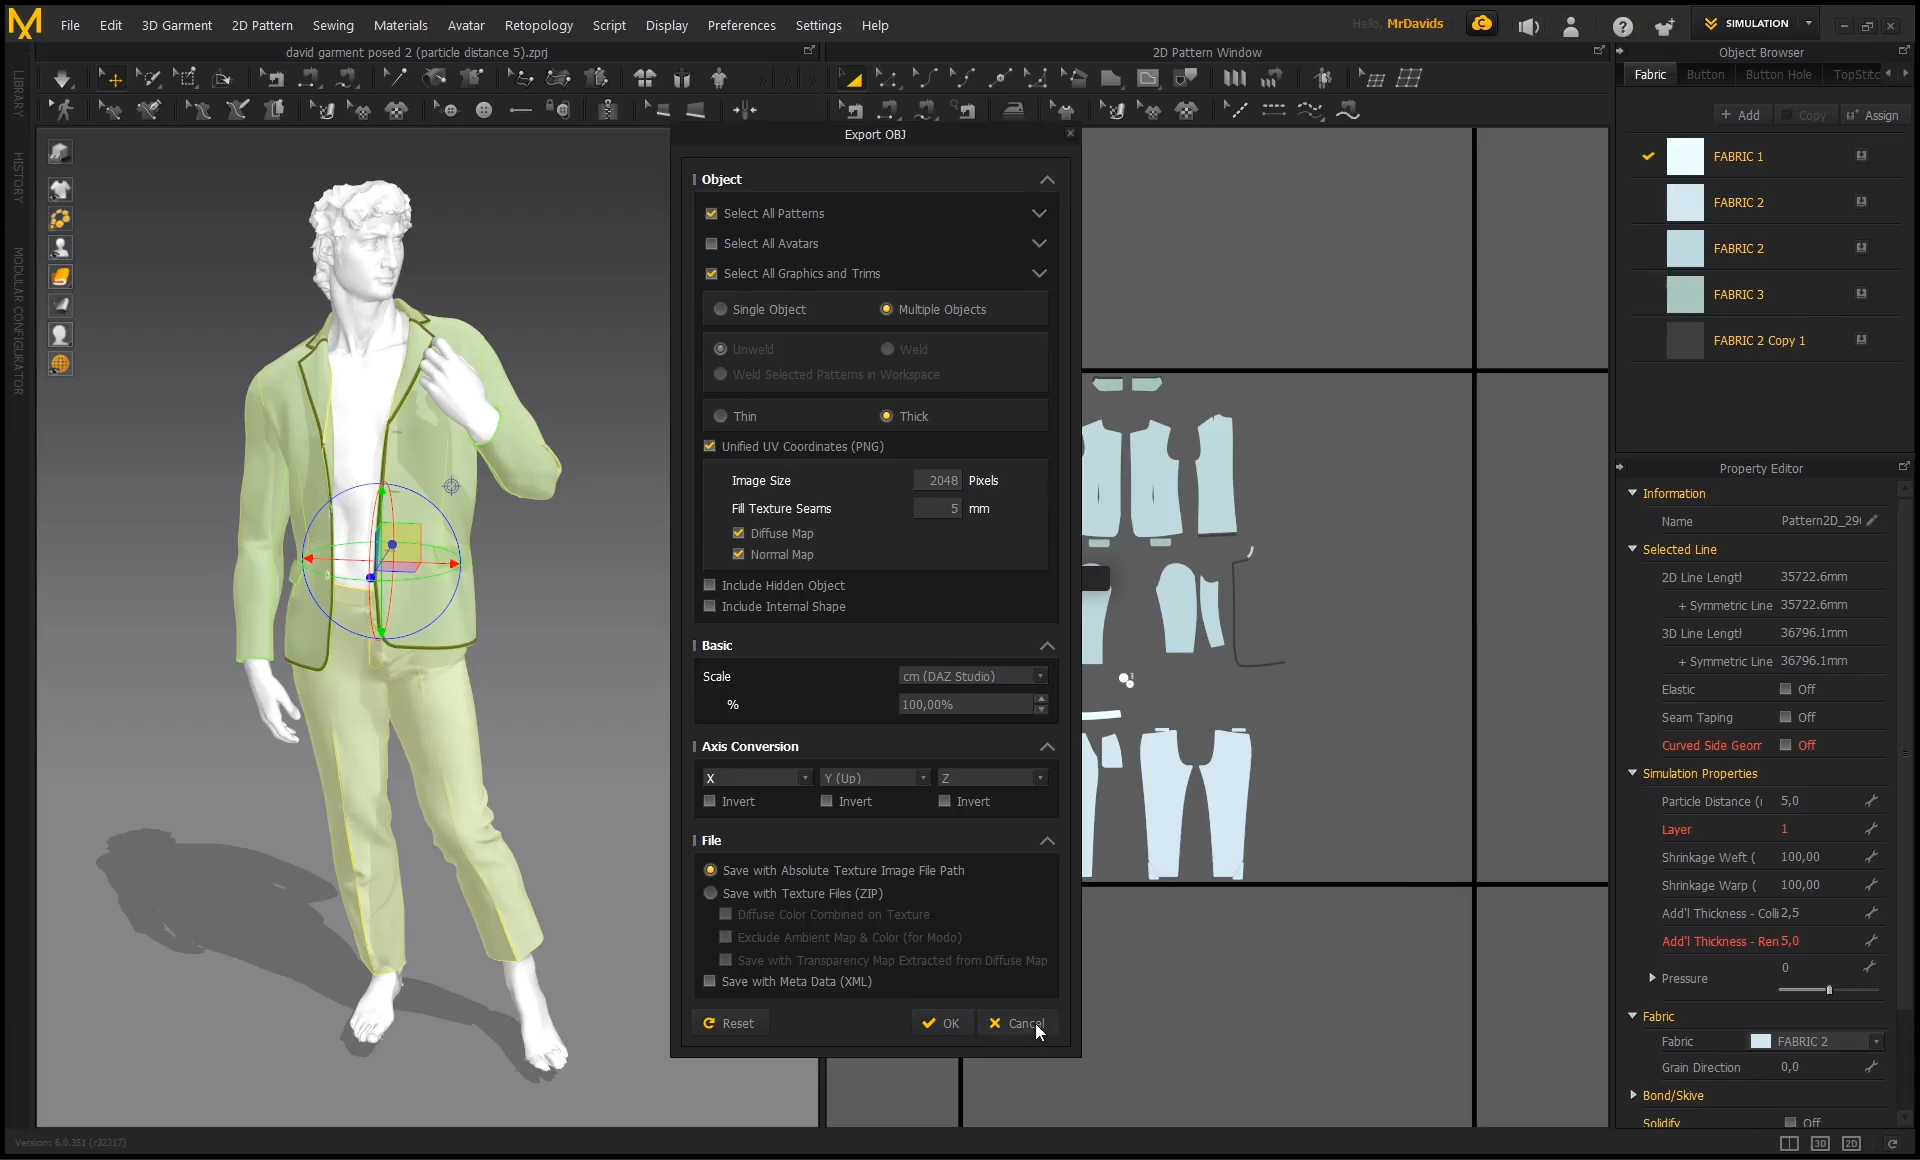 File Edit 3D Garment 2D Pattern Sewing Materials Avatar Retopology Script Display Preferences Settings Help
Hello, MrDavids
SIMULATION
david garment posed 2 (particle distance 5).zprj
2D Pattern Window
Object Browser
Fabric Button Button Hole TopStitc
Add Copy Assign
FABRIC 1
FABRIC 2
FABRIC 2
FABRIC 3
FABRIC 2 Copy 1
LIBRARY
HISTORY
MODULAR CONFIGURATOR
Export OBJ
Object
Select All Patterns
Select All Avatars
Select All Graphics and Trims
Single Object Multiple Objects
Unweld Weld
Weld Selected Patterns in Workspace
Thin Thick
Unified UV Coordinates (PNG)
Image Size 2048 Pixels
Fill Texture Seams 5 mm
Diffuse Map
Normal Map
Include Hidden Object
Include Internal Shape
Basic
Scale cm (DAZ Studio)
% 100,00%
Axis Conversion
X Y (Up) Z
Invert Invert Invert
File
Save with Absolute Texture Image File Path
Save with Texture Files (ZIP)
Diffuse Color Combined on Texture
Exclude Ambient Map & Color (for Modo)
Save with Transparency Map Extracted from Diffuse Map
Save with Meta Data (XML)
Reset OK Cancel
Property Editor
Information
Name Pattern2D_29
Selected Line
2D Line Length 35722.6mm
+ Symmetric Line 35722.6mm
3D Line Length 36796.1mm
+ Symmetric Line 36796.1mm
Elastic Off
Seam Taping Off
Curved Side Geom Off
Simulation Properties
Particle Distance ( 5,0
Layer 1
Shrinkage Weft ( 100,00
Shrinkage Warp ( 100,00
Add'l Thickness - Colli 2,5
Add'l Thickness - Ren 5,0
Pressure 0
Fabric
Fabric FABRIC 2
Grain Direction 0,0
Bond/Skive
Solidify Off
Version: 6.0.351 (r32317)
3D 2D